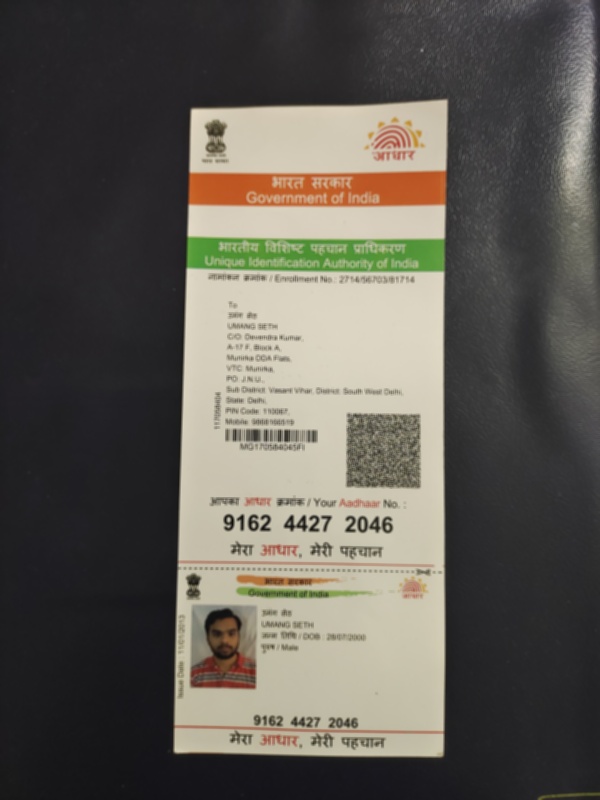 आधार
भारत सरकार
Government of India
भारतीय विशिष्ट पहचान प्राधिकरण
Unique Identification Authority of India
नामांकन क्रमांक / Enrollment No.: 2714/56703/81714
To
उमंग सेठ
UMANG SETH
C/O: Devendra Kumar,
A-17 F, Block A,
Munirka DDA Flats,
VTC: Munirka,
PO: J.N.U.,
Sub District: Vasant Vihar, District: South West Delhi,
State: Delhi,
PIN Code: 110067,
Mobile:
117058404
MG170584045FI
आपका आधार क्रमांक / Your Aadhaar No. :
9162 4427 2046
मेरा आधार, मेरी पहचान
भारत सरकार
Government of India
आधार
Issue Date: 11/01/2013
उमंग सेठ
UMANG SETH
जन्म तिथि / DOB : 28/07/2000
पुरुष / Male
9162 4427 2046
मेरा आधार, मेरी पहचान